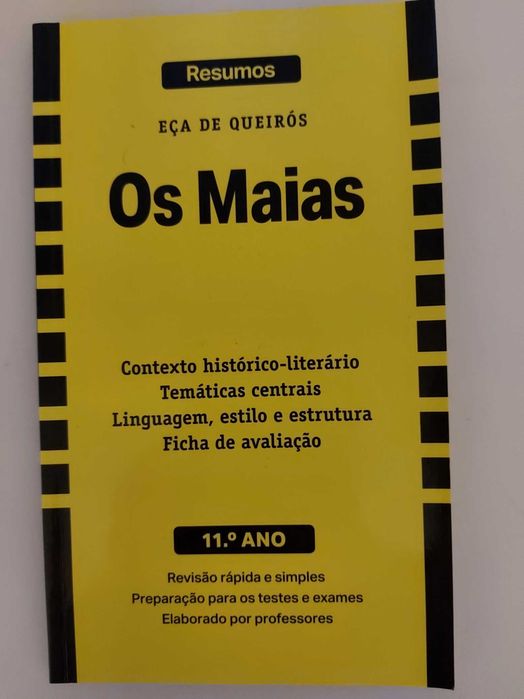 Resumos
EÇA DE QUEIRÓS
Os Maias
Contexto histórico-literário
Temáticas centrais
Linguagem, estilo e estrutura
Ficha de avaliação
11.º ANO
Revisão rápida e simples
Preparação para os testes e exames
Elaborado por professores